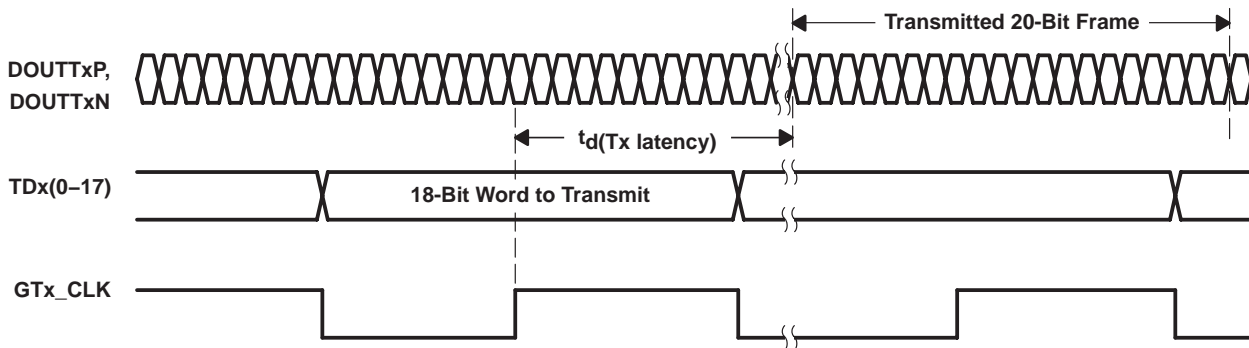 Transmitted 20-Bit Frame
DOUTTxP,
DOUTTxN
td(Tx latency)
TDx(0–17)
18-Bit Word to Transmit
GTx_CLK